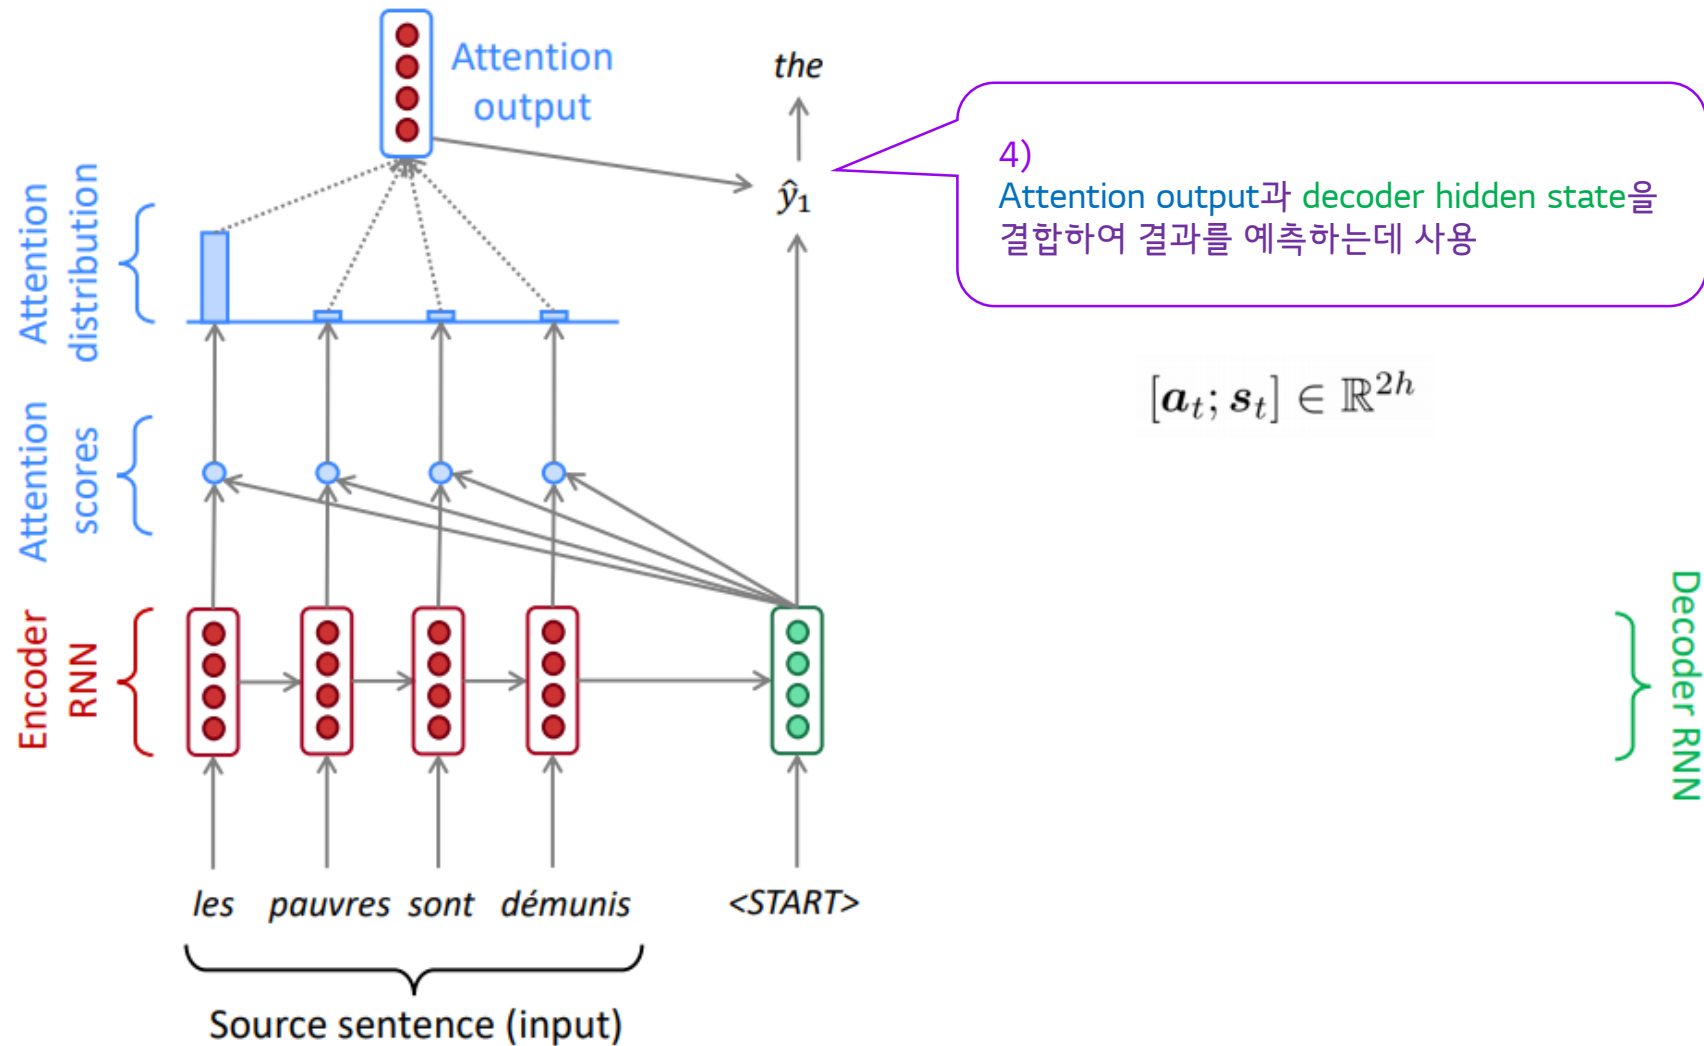 Attention
output
the
4)
Attention output과 decoder hidden state을
결합하여 결과를 예측하는데 사용
ŷ₁
Attention
distribution
[aₜ; sₜ] ∈ ℝ²ʰ
Attention
scores
Encoder
RNN
Decoder RNN
les pauvres sont démunis <START>
Source sentence (input)